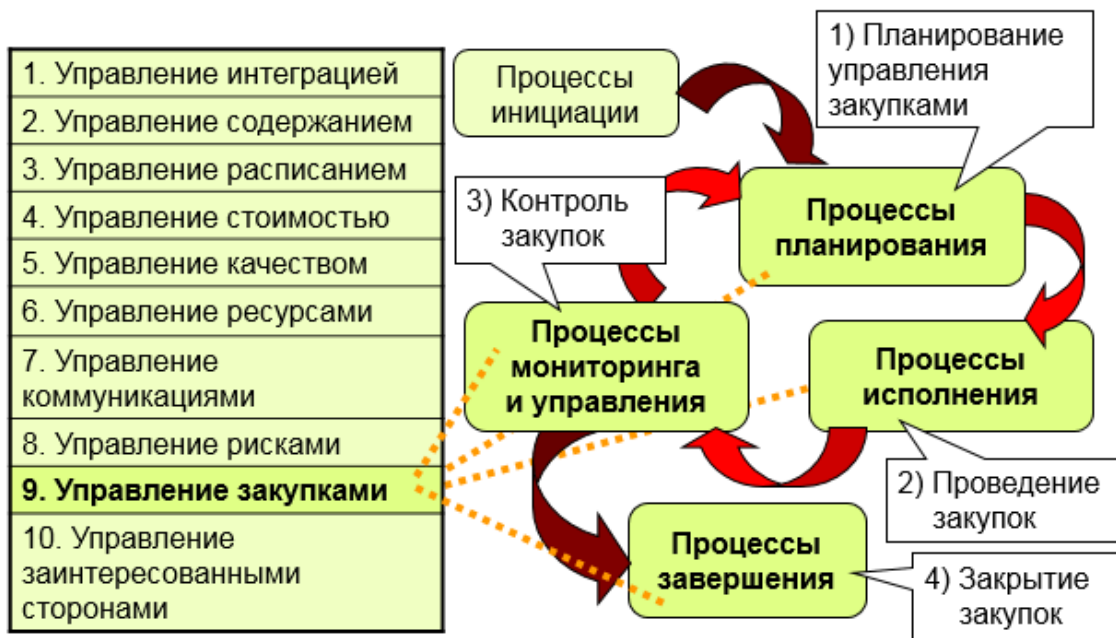 1. Управление интеграцией
2. Управление содержанием
3. Управление расписанием
4. Управление стоимостью
5. Управление качеством
6. Управление ресурсами
7. Управление
коммуникациями
8. Управление рисками
9. Управление закупками
10. Управление
заинтересованными
сторонами
Процессы
инициации
1) Планирование
управления
закупками
3) Контроль
закупок
Процессы
планирования
Процессы
мониторинга
и управления
Процессы
исполнения
2) Проведение
закупок
Процессы
завершения
4) Закрытие
закупок